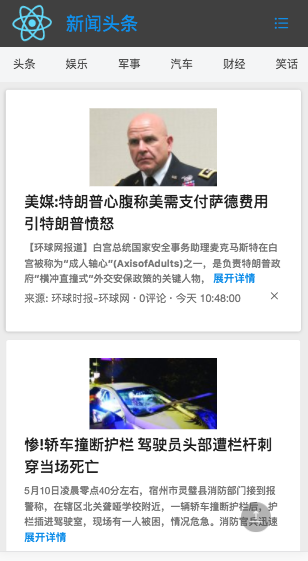 新闻头条
头条 娱乐 军事 汽车 财经 笑话
美媒:特朗普心腹称美需支付萨德费用
引特朗普愤怒
【环球网报道】白宫总统国家安全事务助理麦克马斯特在白
宫被称为“成人轴心”(AxisofAdults)之一，是负责特朗普政
府“横冲直撞式”外交安保政策的关键人物， 展开详情
来源: 环球时报-环球网 · 0评论 · 今天 10:48:00
惨!轿车撞断护栏 驾驶员头部遭栏杆刺
穿当场死亡
5月10日凌晨零点40分左右，宿州市灵璧县消防部门接到报
警称，在辖区北关聋哑学校附近，一辆轿车撞断护栏后，护
栏插进驾驶室，现场有一人被困，情况危急。消防官兵迅速
展开详情